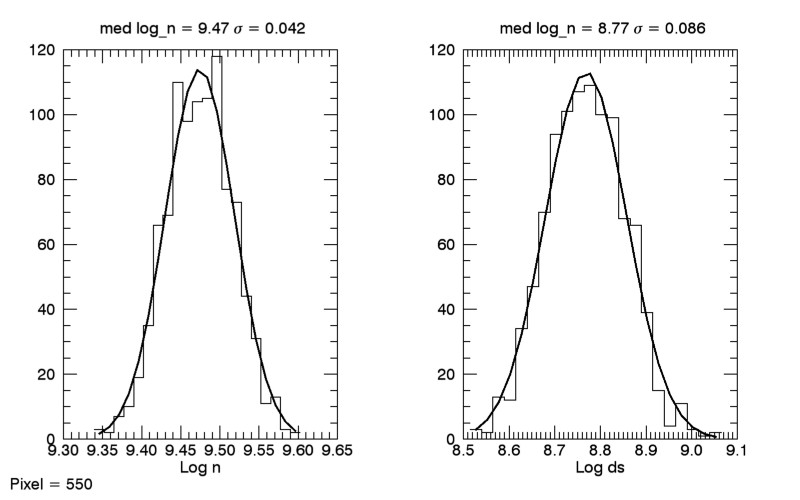 med log_n = 9.47 σ = 0.042
med log_n = 8.77 σ = 0.086
120
100
80
60
40
20
0
9.30 9.35 9.40 9.45 9.50 9.55 9.60 9.65
Log n
120
100
80
60
40
20
0
8.5 8.6 8.7 8.8 8.9 9.0 9.1
Log ds
Pixel = 550